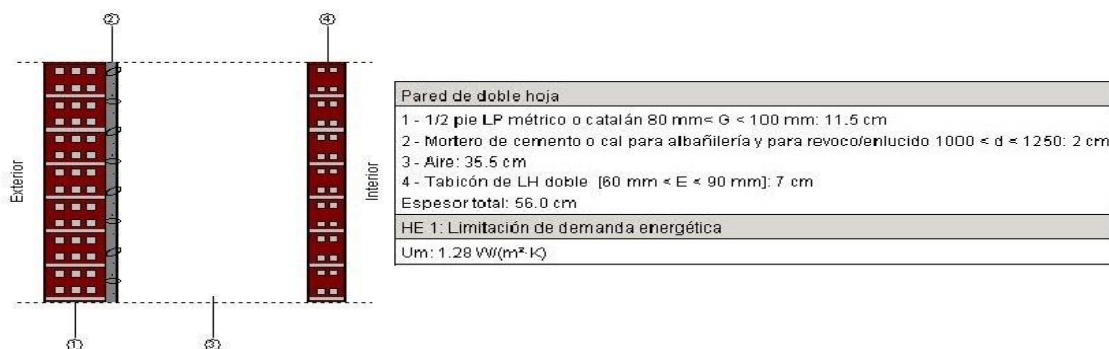 2
4
Exterior
Interior
1
3
Pared de doble hoja
1 - 1/2 pie LP métrico o catalán 80 mm< G < 100 mm: 11.5 cm
2 - Mortero de cemento o cal para albañilería y para revoco/enlucido 1000 < d < 1250: 2 cm
3 - Aire: 35.5 cm
4 - Tabicón de LH doble [60 mm < E < 90 mm]: 7 cm
Espesor total: 56.0 cm
HE 1: Limitación de demanda energética
Um: 1.28 W/(m²·K)